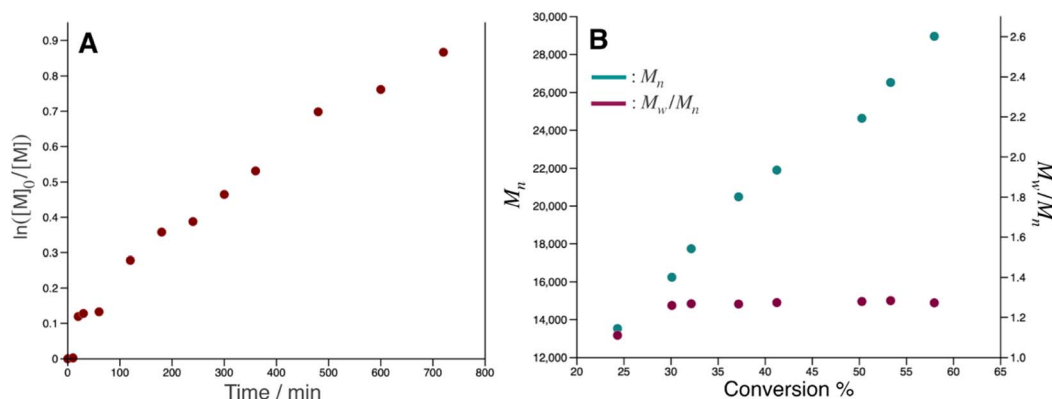 A
ln([M]₀/[M])
0.9
0.8
0.7
0.6
0.5
0.4
0.3
0.2
0.1
0
0 100 200 300 400 500 600 700 800
Time / min
B
: Mₙ
: M_w/Mₙ
Mₙ
30,000
28,000
26,000
24,000
22,000
20,000
18,000
16,000
14,000
12,000
20 25 30 35 40 45 50 55 60 65
Conversion %
2.6
2.4
2.2
2.0
1.8
1.6
1.4
1.2
1.0
M_w/Mₙ